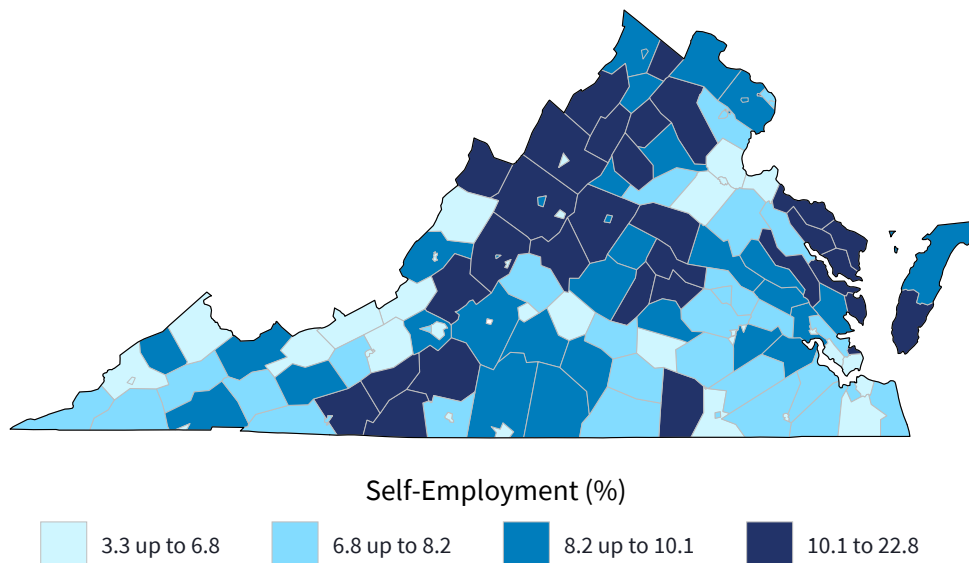 Self-Employment (%)
3.3 up to 6.8
6.8 up to 8.2
8.2 up to 10.1
10.1 to 22.8